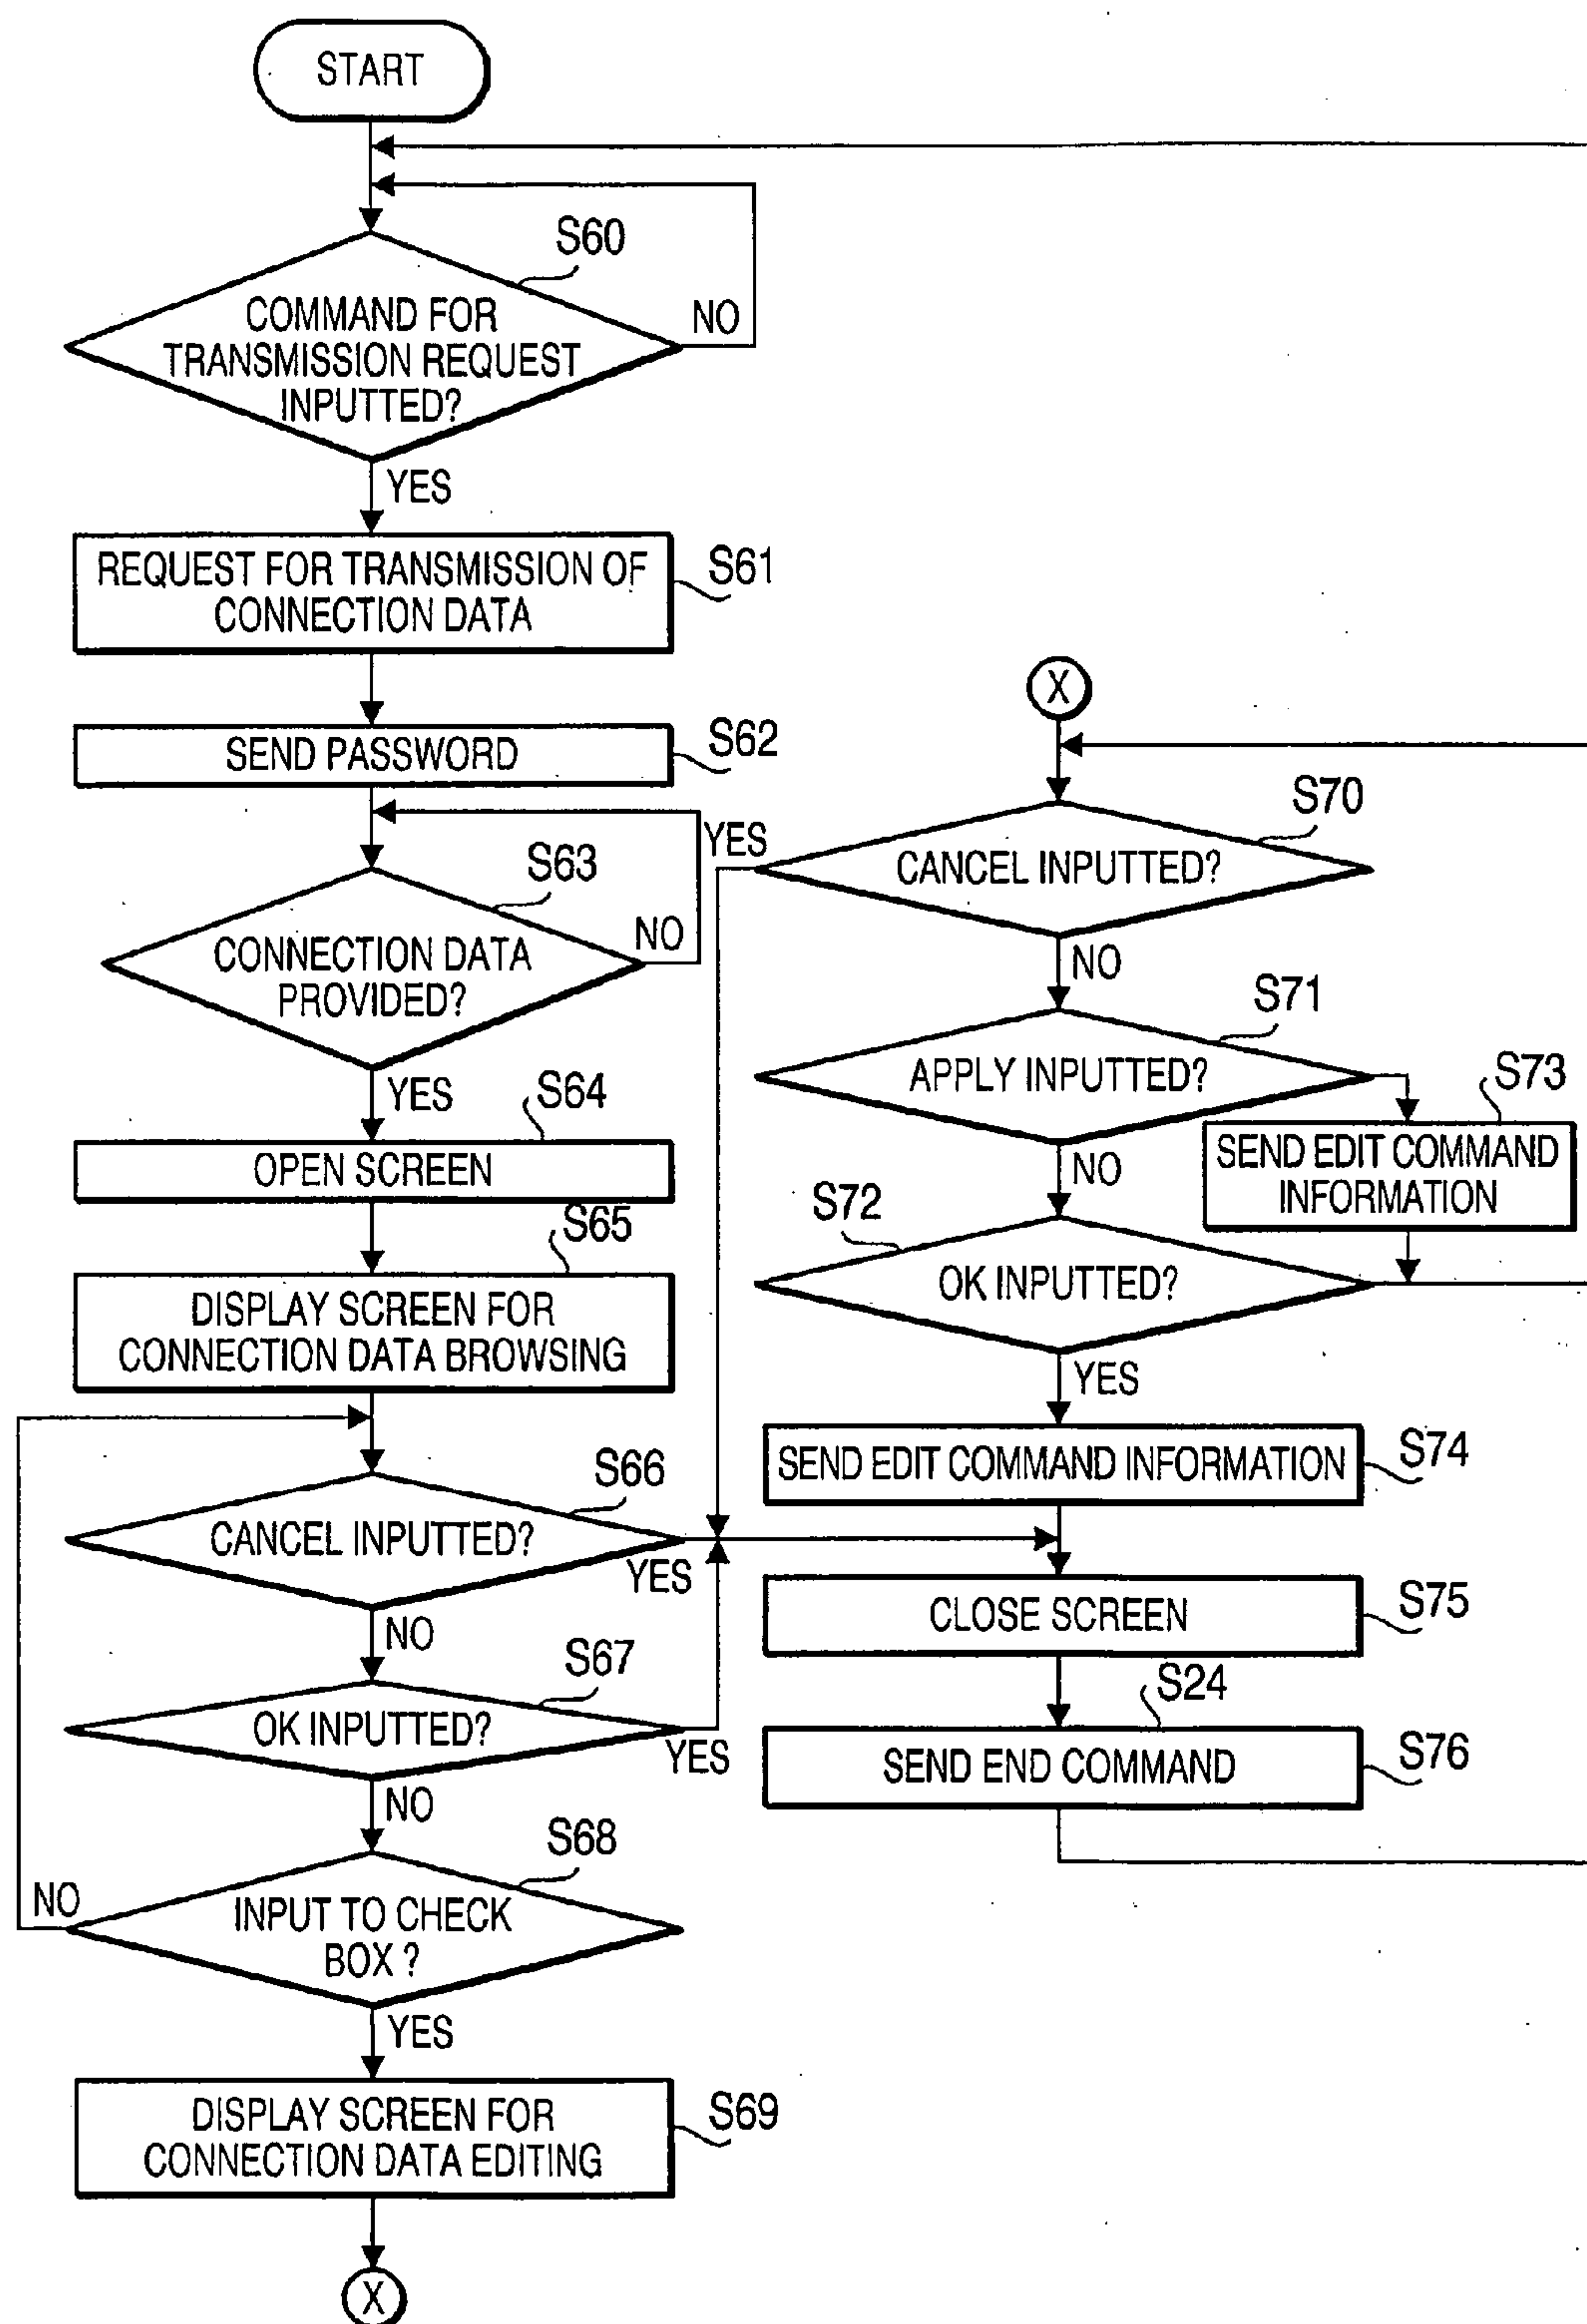 START
S60
COMMAND FOR
TRANSMISSION REQUEST
INPUTTED?
NO
YES
REQUEST FOR TRANSMISSION OF
CONNECTION DATA
S61
SEND PASSWORD
S62
S63
CONNECTION DATA
PROVIDED?
NO
YES
S64
OPEN SCREEN
S65
DISPLAY SCREEN FOR
CONNECTION DATA BROWSING
S66
CANCEL INPUTTED?
YES
NO
S67
OK INPUTTED?
YES
NO
S68
INPUT TO CHECK
BOX ?
NO
YES
DISPLAY SCREEN FOR
CONNECTION DATA EDITING
S69
X
X
S70
YES
CANCEL INPUTTED?
NO
S71
APPLY INPUTTED?
NO
S73
SEND EDIT COMMAND
INFORMATION
S72
OK INPUTTED?
YES
SEND EDIT COMMAND INFORMATION
S74
CLOSE SCREEN
S75
S24
SEND END COMMAND
S76